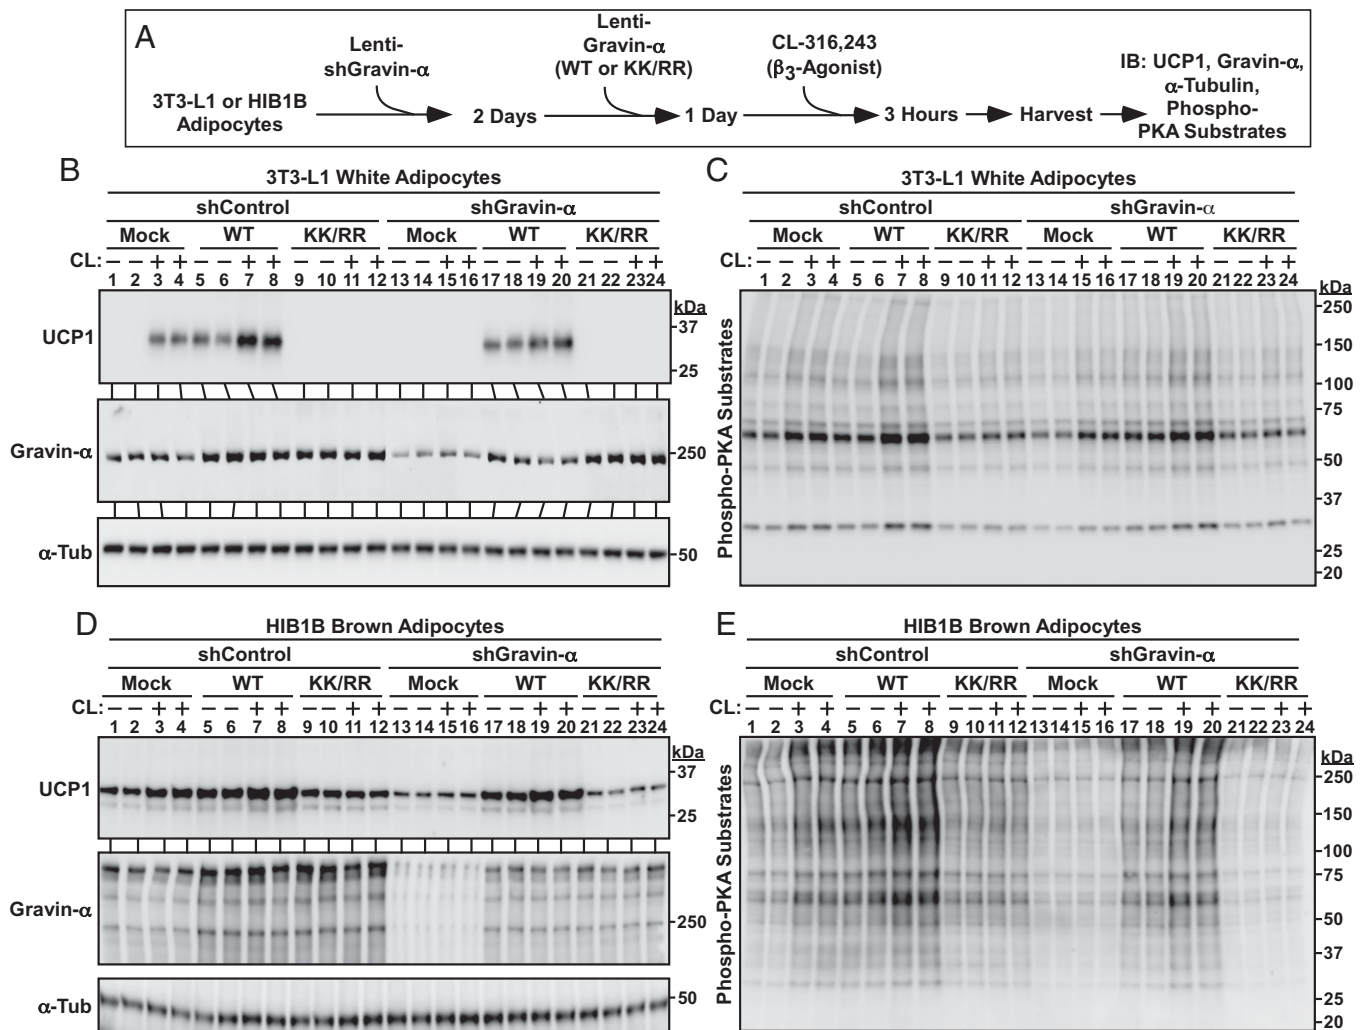 A
3T3-L1 or HIB1B
Adipocytes
Lenti-
shGravin-α
2 Days
Lenti-
Gravin-α
(WT or KK/RR)
1 Day
CL-316,243
(β3-Agonist)
3 Hours
Harvest
IB: UCP1, Gravin-α,
α-Tubulin,
Phospho-
PKA Substrates
B
3T3-L1 White Adipocytes
shControl shGravin-α
Mock WT KK/RR Mock WT KK/RR
CL: − − + + − − + + − − + + − − + + − − + + − − + +
1 2 3 4 5 6 7 8 9 10 11 12 13 14 15 16 17 18 19 20 21 22 23 24
kDa
UCP1
37
25
Gravin-α
250
α-Tub
50
C
3T3-L1 White Adipocytes
shControl shGravin-α
Mock WT KK/RR Mock WT KK/RR
CL: − − + + − − + + − − + + − − + + − − + + − − + +
1 2 3 4 5 6 7 8 9 10 11 12 13 14 15 16 17 18 19 20 21 22 23 24
kDa
Phospho-PKA Substrates
250
150
100
75
50
37
25
20
D
HIB1B Brown Adipocytes
shControl shGravin-α
Mock WT KK/RR Mock WT KK/RR
CL: − − + + − − + + − − + + − − + + − − + + − − + +
1 2 3 4 5 6 7 8 9 10 11 12 13 14 15 16 17 18 19 20 21 22 23 24
kDa
UCP1
37
25
Gravin-α
250
α-Tub
50
E
HIB1B Brown Adipocytes
shControl shGravin-α
Mock WT KK/RR Mock WT KK/RR
CL: − − + + − − + + − − + + − − + + − − + + − − + +
1 2 3 4 5 6 7 8 9 10 11 12 13 14 15 16 17 18 19 20 21 22 23 24
kDa
Phospho-PKA Substrates
250
150
100
75
50
37
25
20